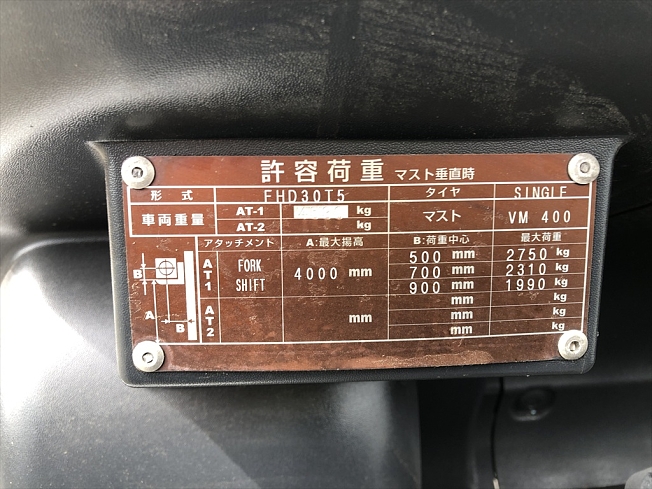 許容荷重 マスト垂直時
形式 FHD30T5 タイヤ SINGLE
車両重量 AT-1 kg マスト VM 400
AT-2 kg
アタッチメント A:最大揚高 B:荷重中心 最大荷重
AT1 FORK SHIFT 4000 mm 500 mm 2750 kg
700 mm 2310 kg
900 mm 1990 kg
AT2 mm mm kg
mm kg
mm kg
B
A
B